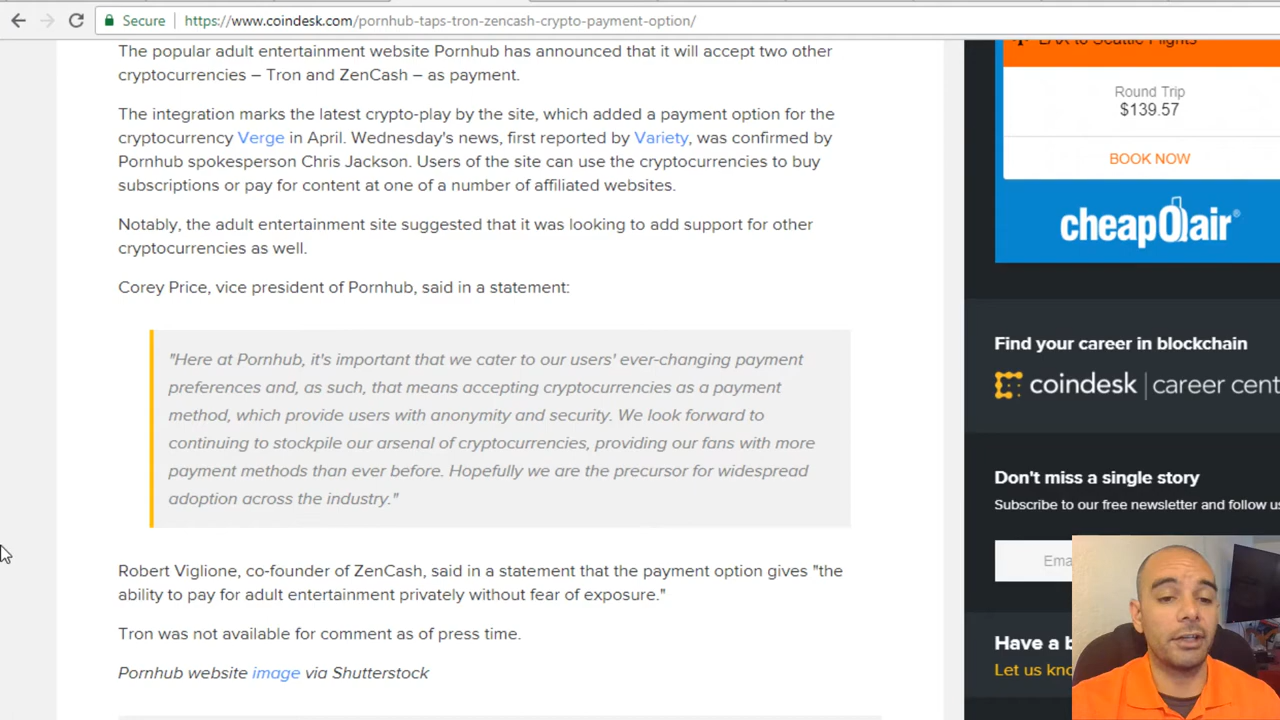 Secure https://www.coindesk.com/pornhub-taps-tron-zencash-crypto-payment-option/
The popular adult entertainment website Pornhub has announced that it will accept two other
cryptocurrencies – Tron and ZenCash – as payment.
The integration marks the latest crypto-play by the site, which added a payment option for the
cryptocurrency Verge in April. Wednesday's news, first reported by Variety, was confirmed by
Pornhub spokesperson Chris Jackson. Users of the site can use the cryptocurrencies to buy
subscriptions or pay for content at one of a number of affiliated websites.
Notably, the adult entertainment site suggested that it was looking to add support for other
cryptocurrencies as well.
Corey Price, vice president of Pornhub, said in a statement:
"Here at Pornhub, it's important that we cater to our users' ever-changing payment
preferences and, as such, that means accepting cryptocurrencies as a payment
method, which provide users with anonymity and security. We look forward to
continuing to stockpile our arsenal of cryptocurrencies, providing our fans with more
payment methods than ever before. Hopefully we are the precursor for widespread
adoption across the industry."
Robert Viglione, co-founder of ZenCash, said in a statement that the payment option gives "the
ability to pay for adult entertainment privately without fear of exposure."
Tron was not available for comment as of press time.
Pornhub website image via Shutterstock
LAX to Seattle Flights
Round Trip
$139.57
BOOK NOW
cheapOair
Find your career in blockchain
coindesk | career cent
Don't miss a single story
Subscribe to our free newsletter and follow us
Ema
Have a b
Let us kno